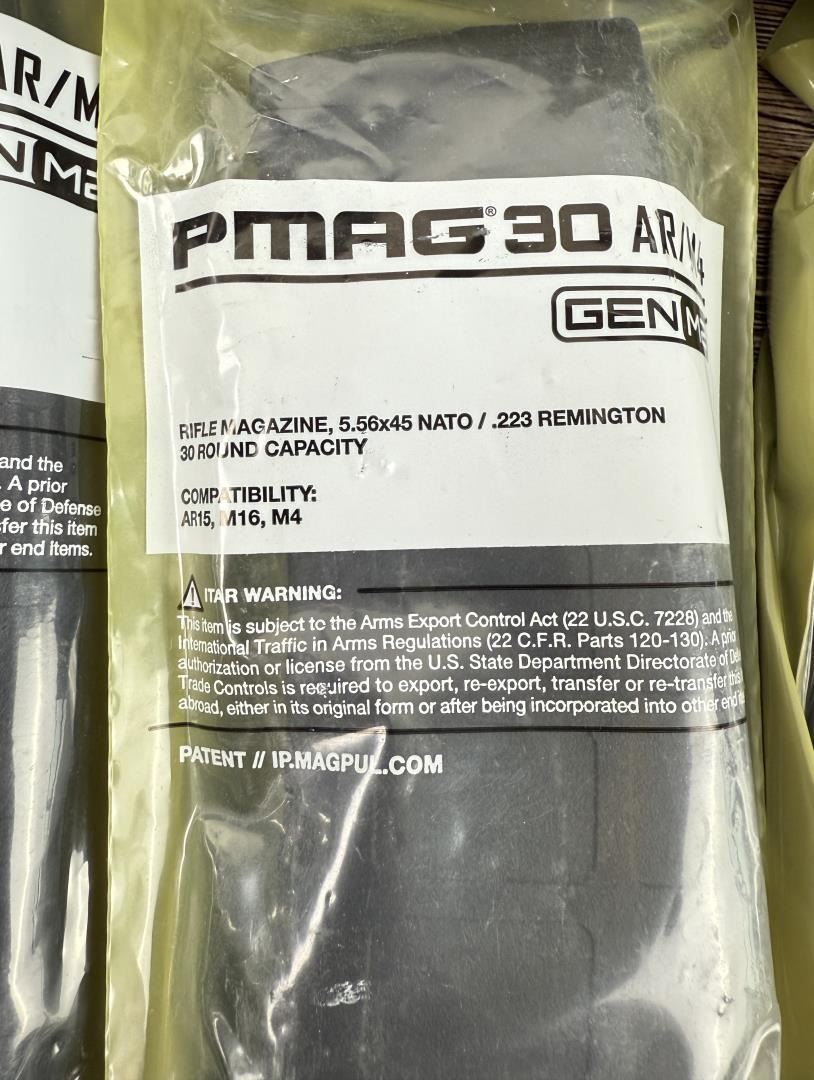 PMAG® 30 AR/M4
GEN M2
RIFLE MAGAZINE, 5.56x45 NATO / .223 REMINGTON
30 ROUND CAPACITY
COMPATIBILITY:
AR15, M16, M4
ITAR WARNING:
This item is subject to the Arms Export Control Act (22 U.S.C. 7228) and the
International Traffic in Arms Regulations (22 C.F.R. Parts 120-130). A prior
authorization or license from the U.S. State Department Directorate of
Trade Controls is required to export, re-export, transfer or re-transfer this
abroad, either in its original form or after being incorporated into other end
PATENT // IP.MAGPUL.COM
AR/M
N M2
and the
. A prior
e of Defense
sfer this item
r end items.